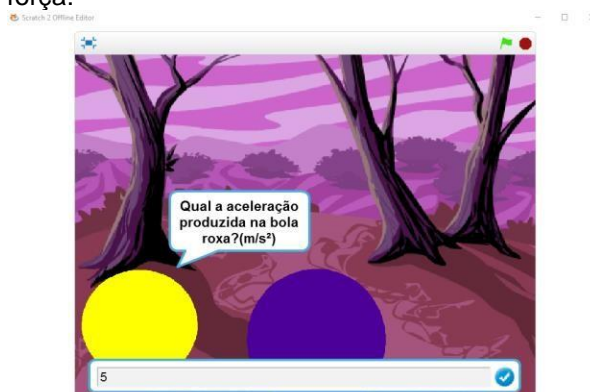 força.
Scratch 2 Offline Editor
Qual a aceleração
produzida na bola
roxa?(m/s²)
5